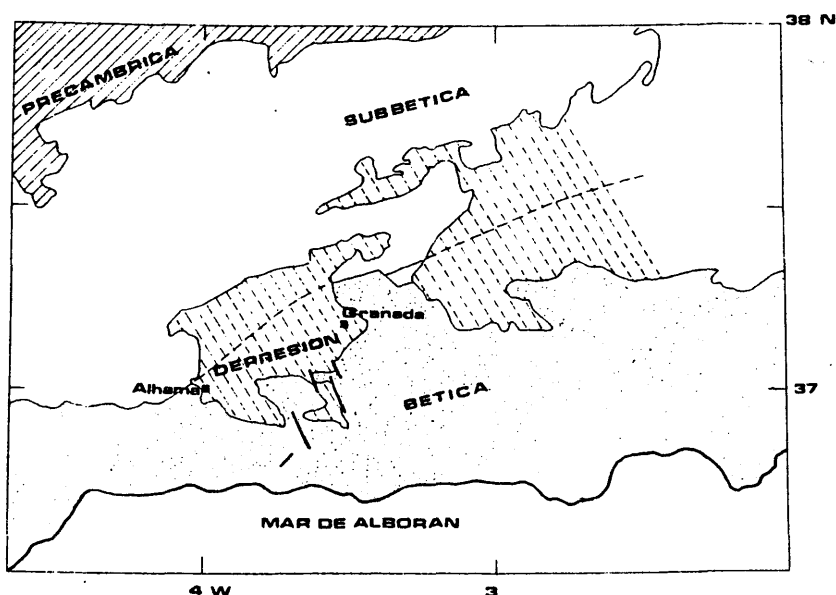 38 N
PRECAMBRICA
SUBBETICA
Granada
DEPRESION
Alhama
37
BETICA
MAR DE ALBORAN
4 W
3